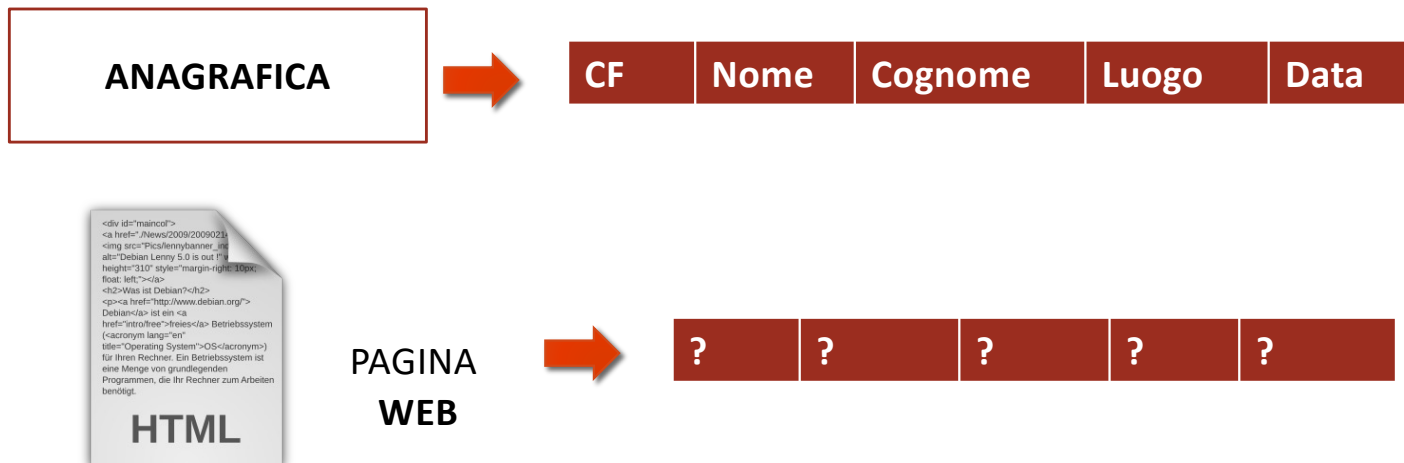 ANAGRAFICA
CF Nome Cognome Luogo Data
<div id="maincol">
<a href="./News/2009/20090214
<img src="Pics/lennybanner_ind
alt="Debian Lenny 5.0 is out !" w
height="310" style="margin-right: 10px;
float: left;"></a>
<h2>Was ist Debian?</h2>
<p><a href="http://www.debian.org/">
Debian</a> ist ein <a
href="intro/free">freies</a> Betriebssystem
(<acronym lang="en"
title="Operating System">OS</acronym>)
für Ihren Rechner. Ein Betriebssystem ist
eine Menge von grundlegenden
Programmen, die Ihr Rechner zum Arbeiten
benötigt.
HTML
PAGINA
WEB
? ? ? ? ?